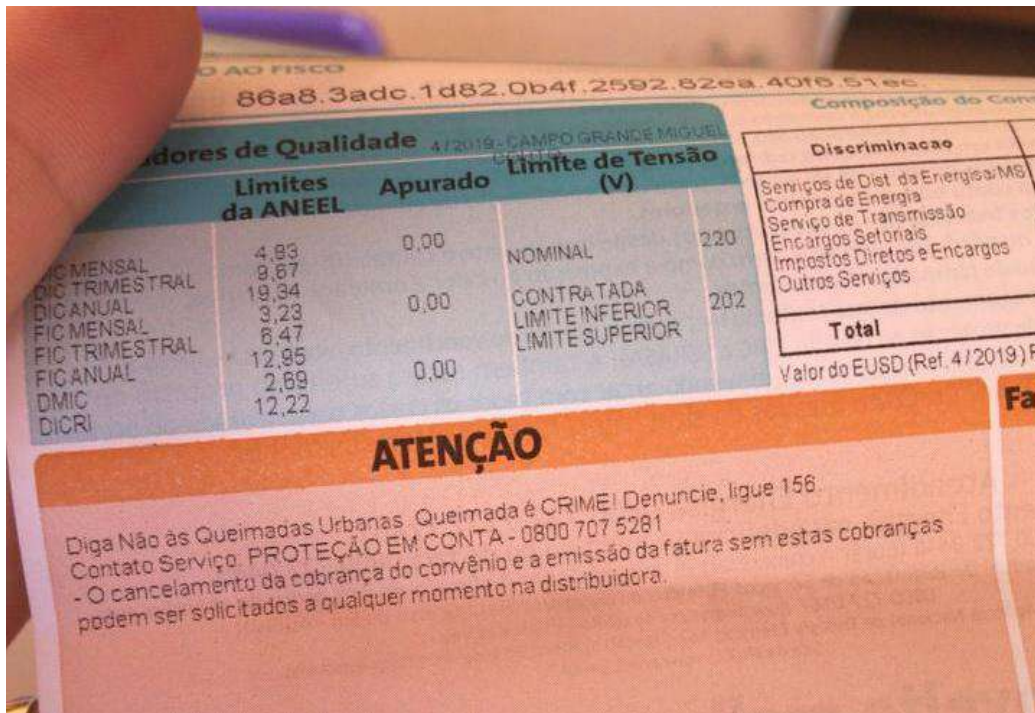 O AO FISCO
86a8.3adc.1d82.0b4f.2592.82ea.40f6.51ec.
dores de Qualidade 4/2019-CAMPO GRANDE MIGUEL
Limites da ANEEL
Apurado
Limite de Tensão (V)
DIC MENSAL 4,83 0,00
DIC TRIMESTRAL 9,67
DIC ANUAL 19,34
FIC MENSAL 3,23 0,00
FIC TRIMESTRAL 6,47
FIC ANUAL 12,95
DMIC 2,69 0,00
DICRI 12,22
NOMINAL 220
CONTRATADA
LIMITE INFERIOR 202
LIMITE SUPERIOR
Composição do Con
Discriminacao
Serviços de Dist. da Energisa/MS
Compra de Energia
Serviço de Transmissão
Encargos Setoriais
Impostos Diretos e Encargos
Outros Serviços
Total
Valor do EUSD (Ref. 4/2019) R
Fa
ATENÇÃO
Diga Não às Queimadas Urbanas Queimada é CRIME! Denuncie, ligue 156
Contato Serviço: PROTEÇÃO EM CONTA - 0800 707 5281
- O cancelamento da cobrança do convênio e a emissão da fatura sem estas cobranças
podem ser solicitados a qualquer momento na distribuidora.